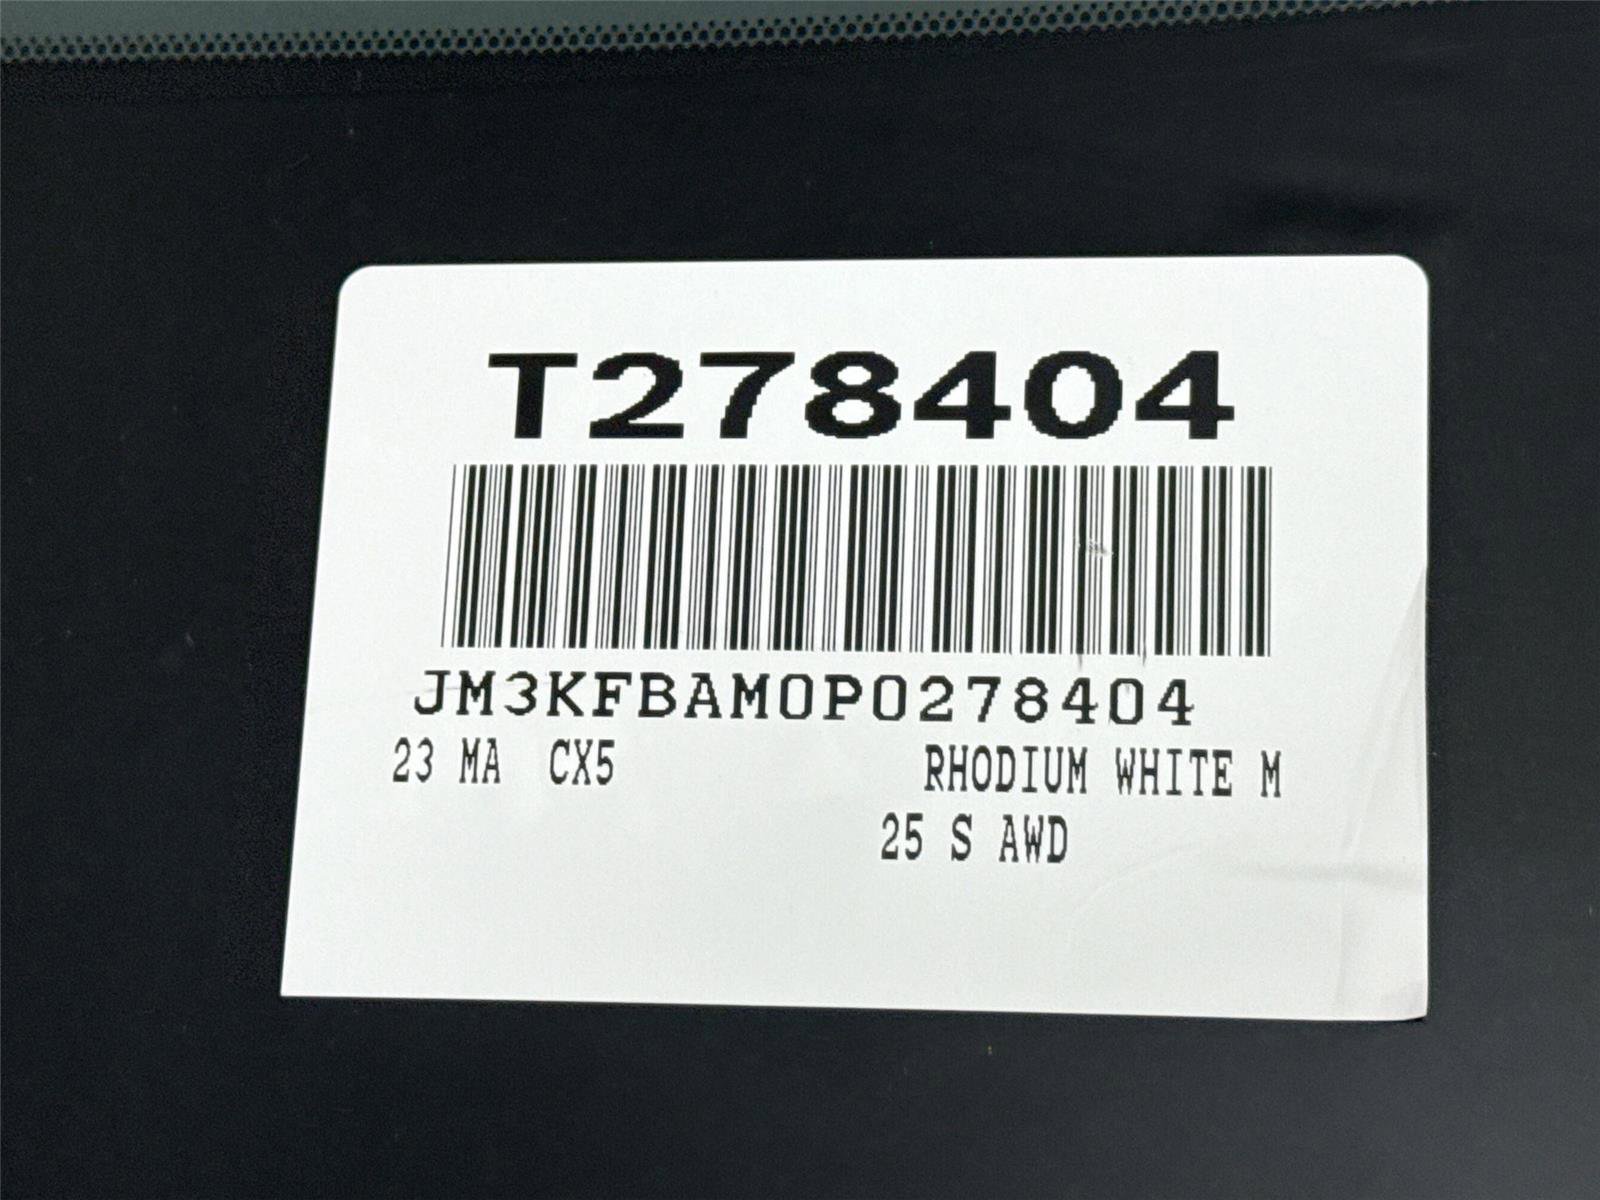 T278404
JM3KFBAM0P0278404
23 MA CX5 RHODIUM WHITE M
25 S AWD